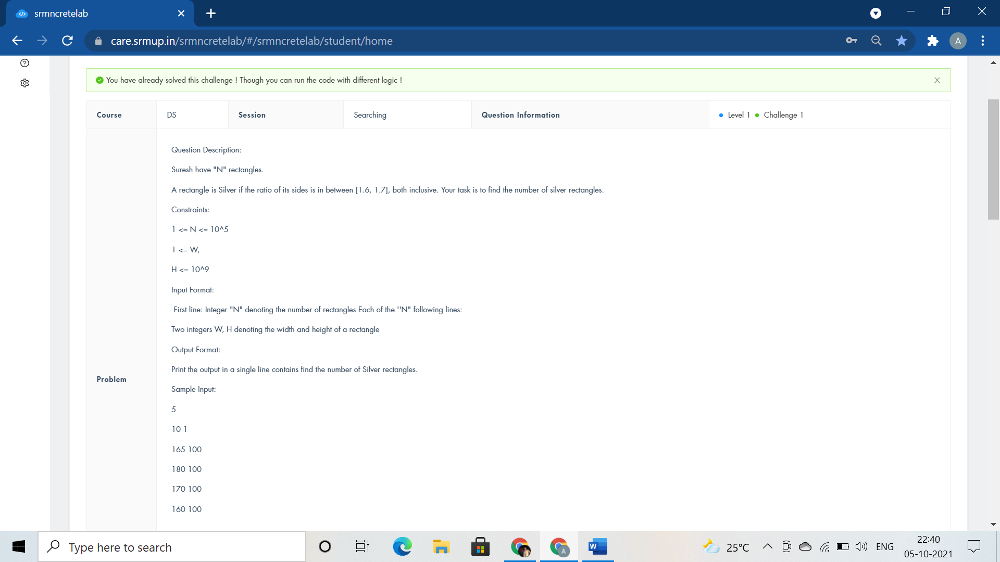 srmncretelab
care.srmup.in/srmncretelab/#/srmncretelab/student/home
A
You have already solved this challenge ! Though you can run the code with different logic !
Course DS Session Searching Question Information Level 1 Challenge 1
Question Description:
Suresh have "N" rectangles.
A rectangle is Silver if the ratio of its sides is in between [1.6, 1.7], both inclusive. Your task is to find the number of silver rectangles.
Constraints:
1 <= N <= 10^5
1 <= W,
H <= 10^9
Input Format:
First line: Integer "N" denoting the number of rectangles Each of the ''N" following lines:
Two integers W, H denoting the width and height of a rectangle
Output Format:
Print the output in a single line contains find the number of Silver rectangles.
Problem
Sample Input:
5
10 1
165 100
180 100
170 100
160 100
Type here to search
A
W
25°C
ENG
22:40
05-10-2021